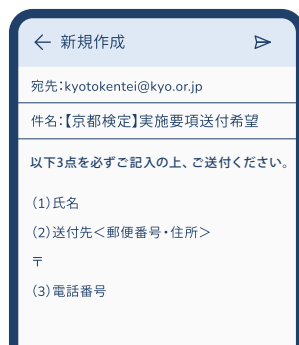 新規作成
宛先:kyotokentei@kyo.or.jp
件名:【京都検定】実施要項送付希望
以下3点を必ずご記入の上、ご送付ください。
(1)氏名
(2)送付先＜郵便番号・住所＞
〒
(3)電話番号